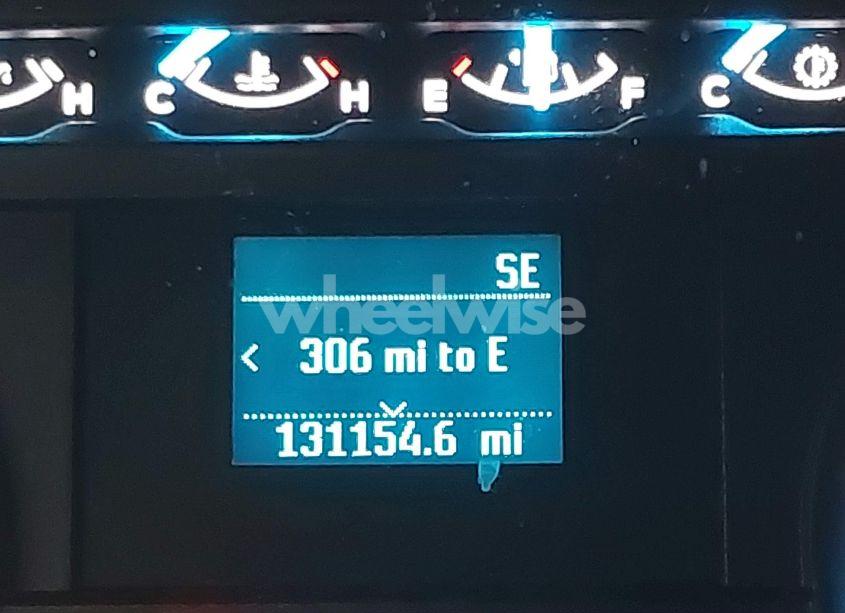 H C H E F C
SE
wheelwise
< 306 mi to E
131154.6 mi